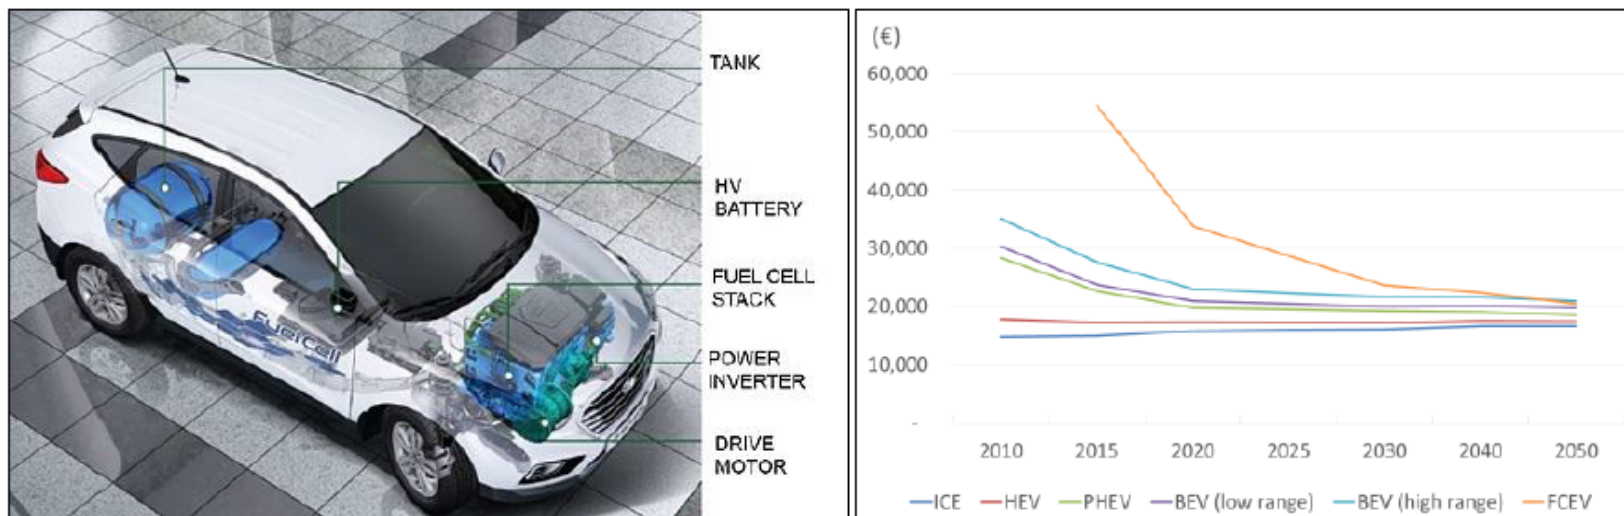 TANK
HV
BATTERY
FUEL CELL
STACK
POWER
INVERTER
DRIVE
MOTOR
Fuel Cell
(€)
60,000
50,000
40,000
30,000
20,000
10,000
-
2010 2015 2020 2025 2030 2040 2050
ICE HEV PHEV BEV (low range) BEV (high range) FCEV